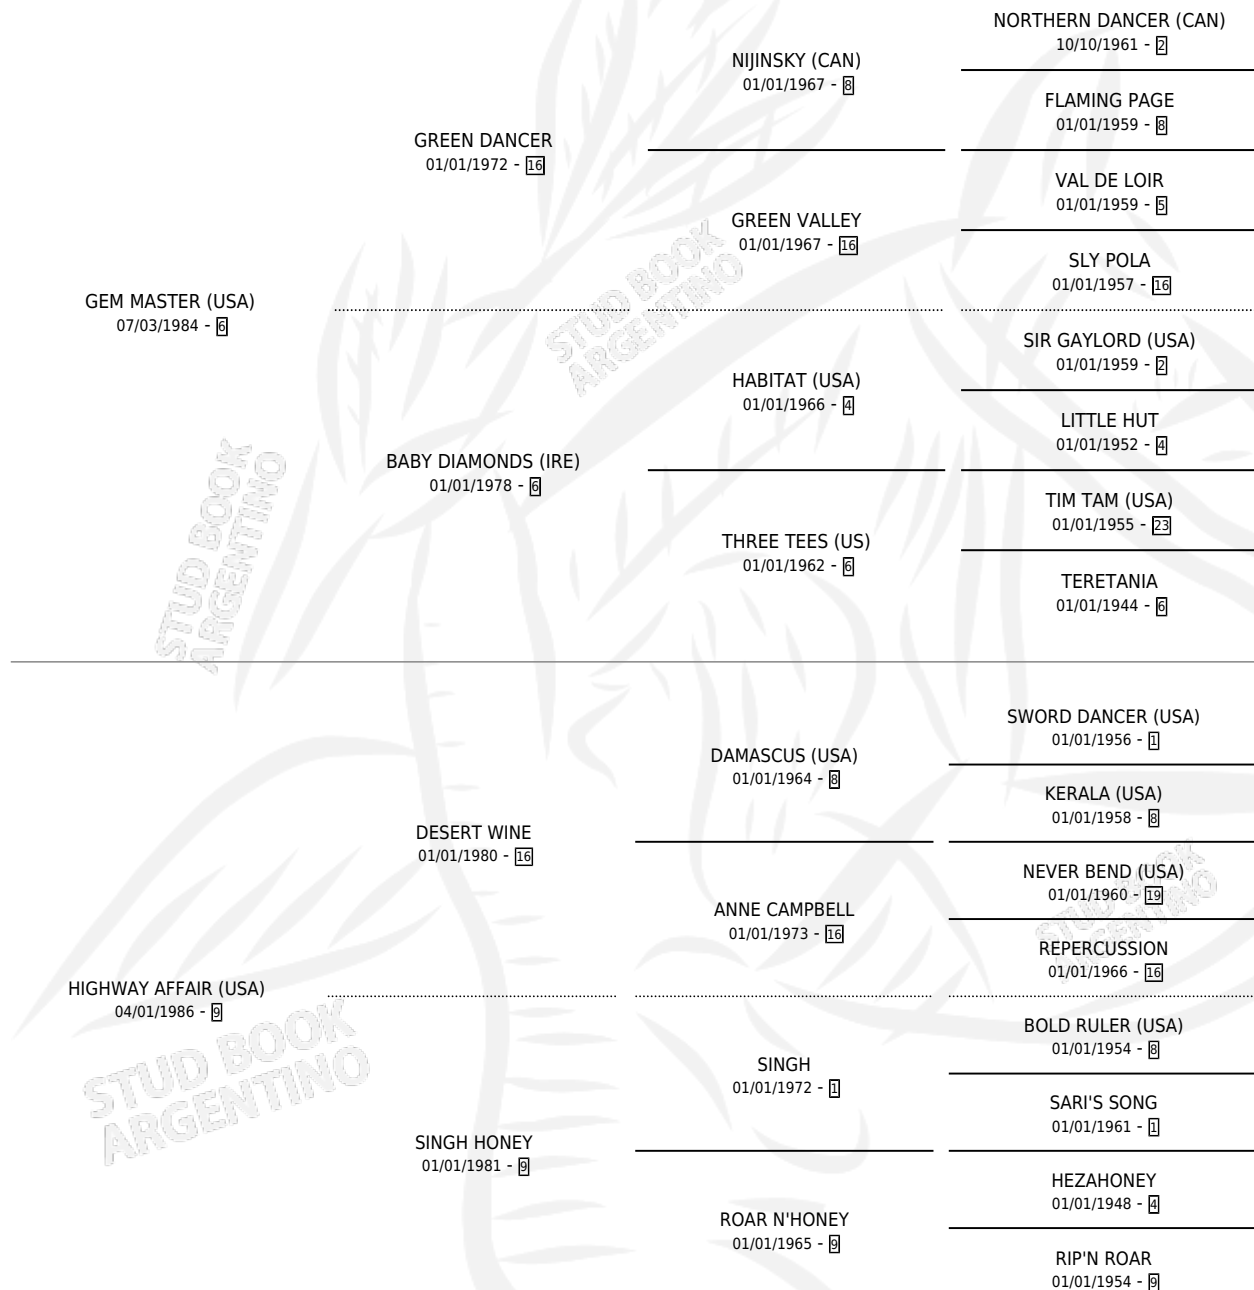 NORTHERN DANCER (CAN)
10/10/1961 - 2
NIJINSKY (CAN)
01/01/1967 - 8
FLAMING PAGE
01/01/1959 - 8
GREEN DANCER
01/01/1972 - 16
VAL DE LOIR
01/01/1959 - 5
GREEN VALLEY
01/01/1967 - 16
SLY POLA
01/01/1957 - 16
GEM MASTER (USA)
07/03/1984 - 6
SIR GAYLORD (USA)
01/01/1959 - 2
HABITAT (USA)
01/01/1966 - 4
LITTLE HUT
01/01/1952 - 4
BABY DIAMONDS (IRE)
01/01/1978 - 6
TIM TAM (USA)
01/01/1955 - 23
THREE TEES (US)
01/01/1962 - 6
TERETANIA
01/01/1944 - 6
SWORD DANCER (USA)
01/01/1956 - 1
DAMASCUS (USA)
01/01/1964 - 8
KERALA (USA)
01/01/1958 - 8
DESERT WINE
01/01/1980 - 16
NEVER BEND (USA)
01/01/1960 - 19
ANNE CAMPBELL
01/01/1973 - 16
REPERCUSSION
01/01/1966 - 16
HIGHWAY AFFAIR (USA)
04/01/1986 - 9
BOLD RULER (USA)
01/01/1954 - 8
SINGH
01/01/1972 - 1
SARI'S SONG
01/01/1961 - 1
SINGH HONEY
01/01/1981 - 9
HEZAHONEY
01/01/1948 - 4
ROAR N'HONEY
01/01/1965 - 9
RIP'N ROAR
01/01/1954 - 9
STUD BOOK
ARGENTINO
STUD BOOK
ARGENTINO
STUD BOOK
ARGENTINO
STUD BOOK
ARGENTINO